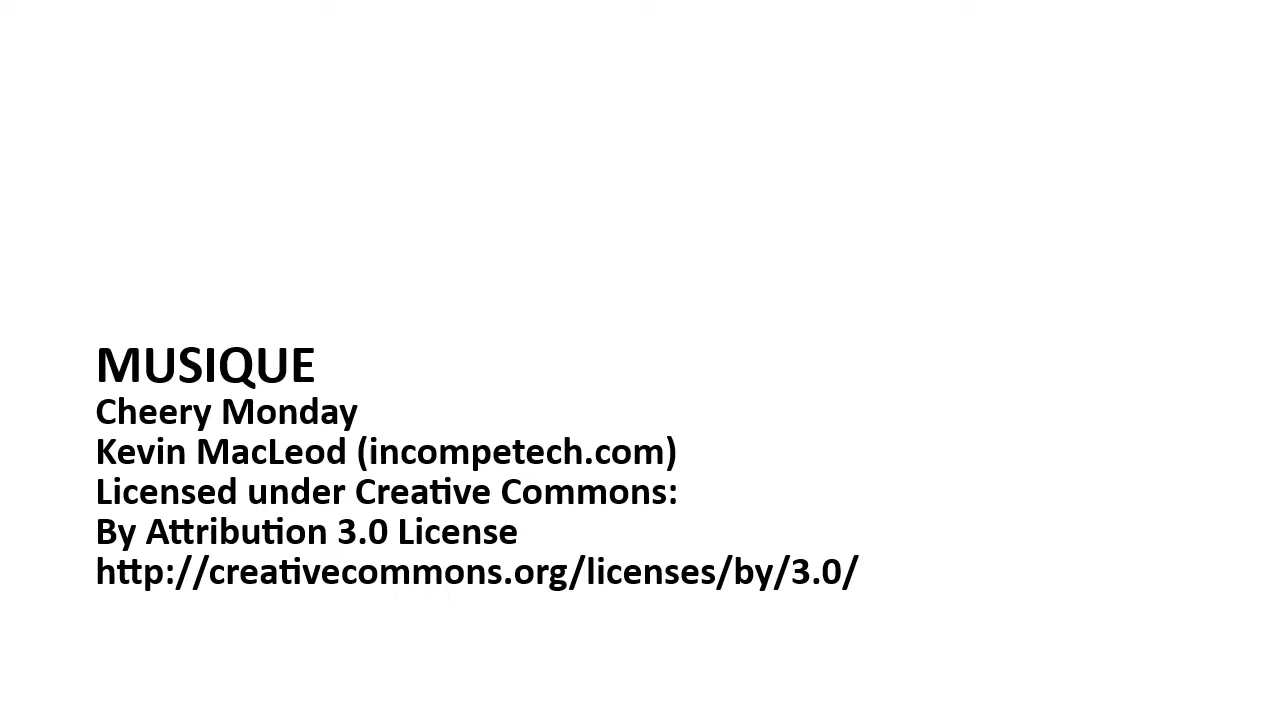 MUSIQUE
Cheery Monday
Kevin MacLeod (incompetech.com)
Licensed under Creative Commons:
By Attribution 3.0 License
http://creativecommons.org/licenses/by/3.0/